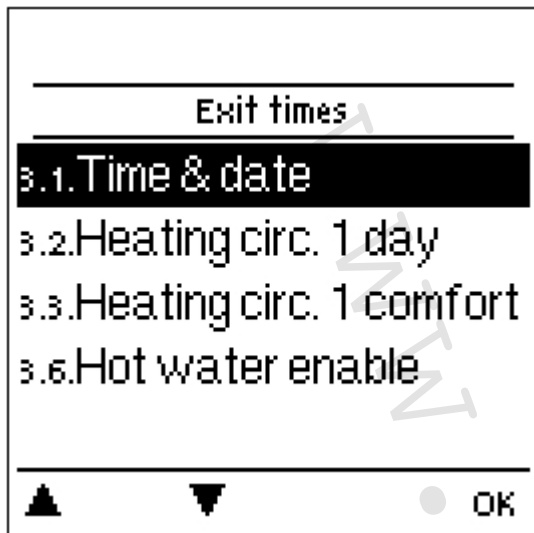 Exit times
3.1.Time & date
3.2.Heating circ. 1 day
3.3.Heating circ. 1 comfort
3.6.Hot water enable
OK